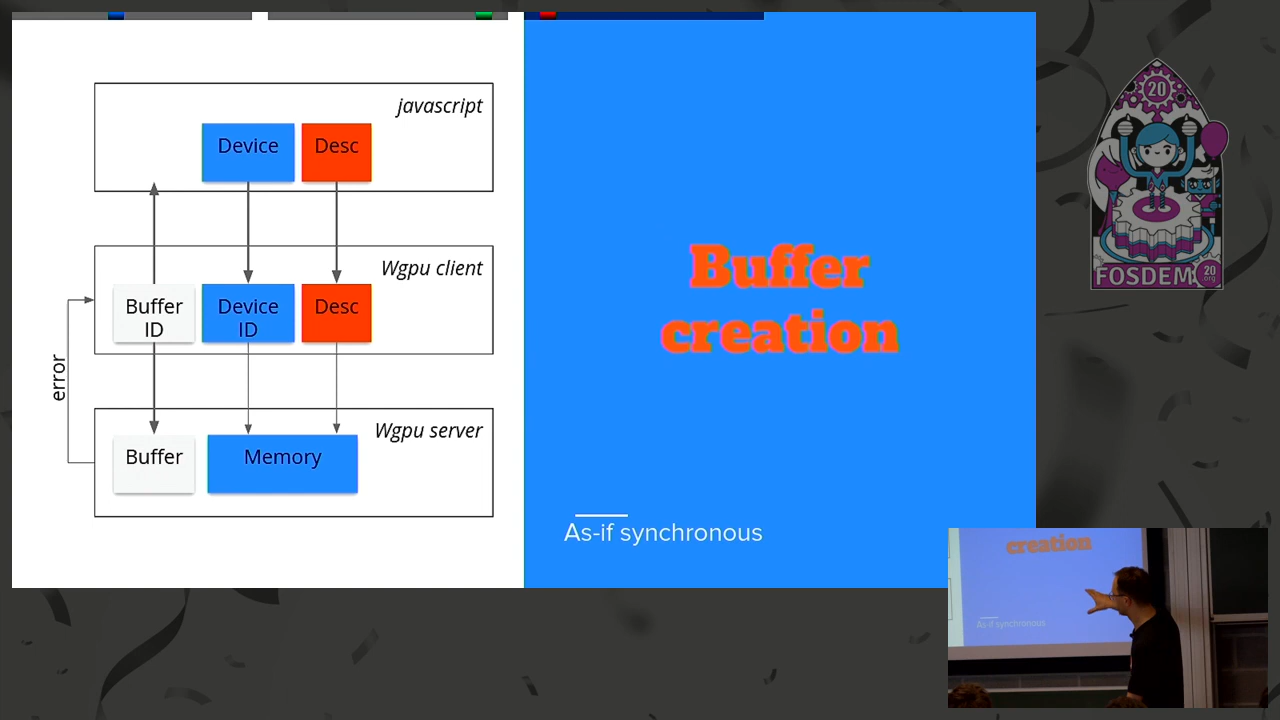 javascript
Device
Desc
Wgpu client
Buffer
ID
Device
ID
Desc
error
Wgpu server
Buffer
Memory
Buffer
creation
As-if synchronous
20
FOSDEM
20
.org
creation
As-if synchronous